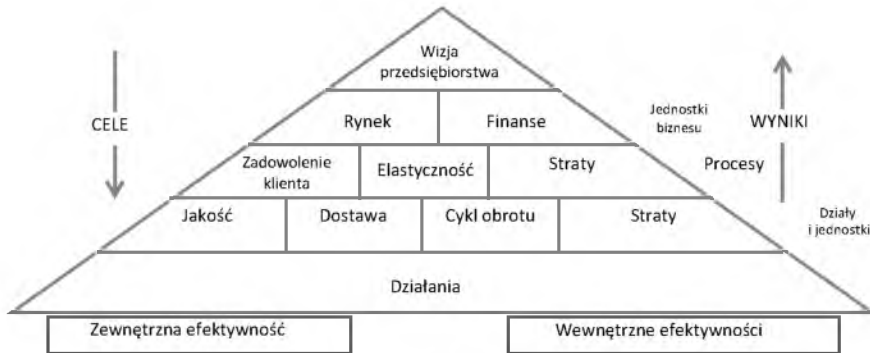 Wizja
przedsiębiorstwa
CELE
Rynek
Finanse
Jednostki
biznesu
WYNIKI
Zadowolenie
klienta
Elastyczność
Straty
Procesy
Jakość
Dostawa
Cykl obrotu
Straty
Działy
i jednostki
Działania
Zewnętrzna efektywność
Wewnętrzne efektywności